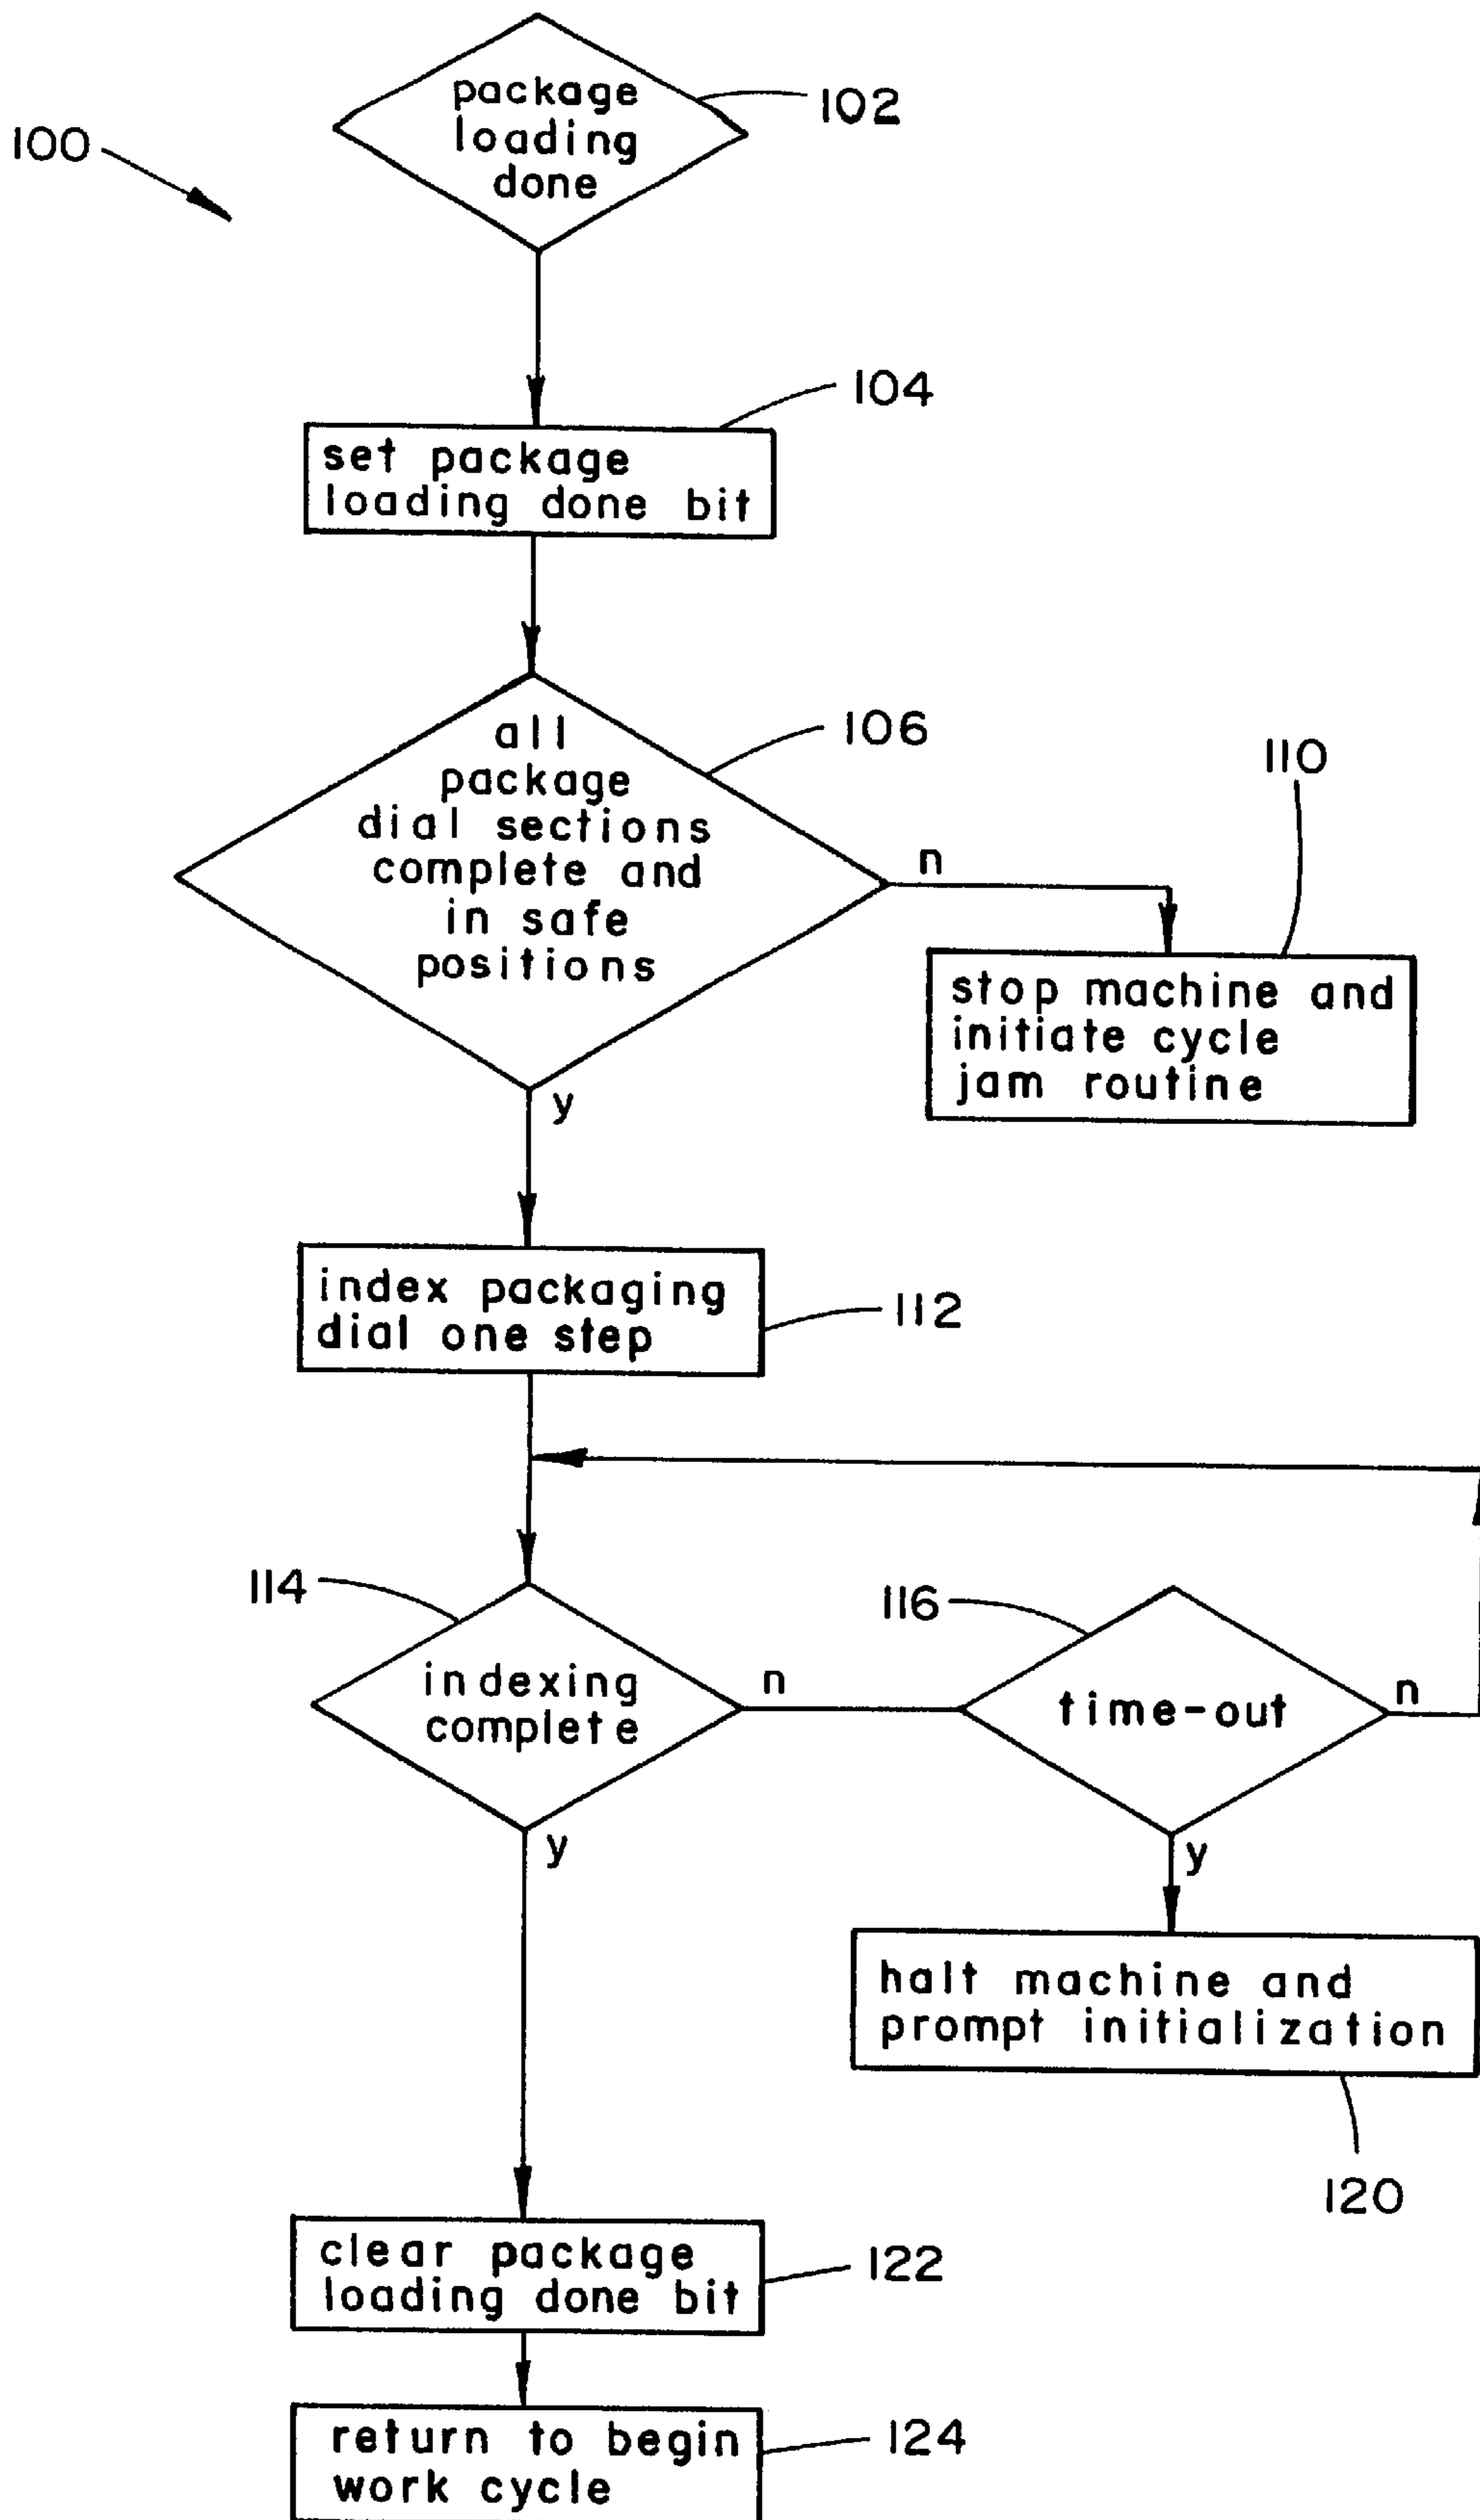 package
loading
done
102
100
104
set package
loading done bit
all
package
dial sections
complete and
in safe
positions
106
110
n
stop machine and
initiate cycle
jam routine
y
index packaging
dial one step
112
114
116
indexing
complete
n
time-out
n
y
y
halt machine and
prompt initialization
120
clear package
loading done bit
122
return to begin
work cycle
124